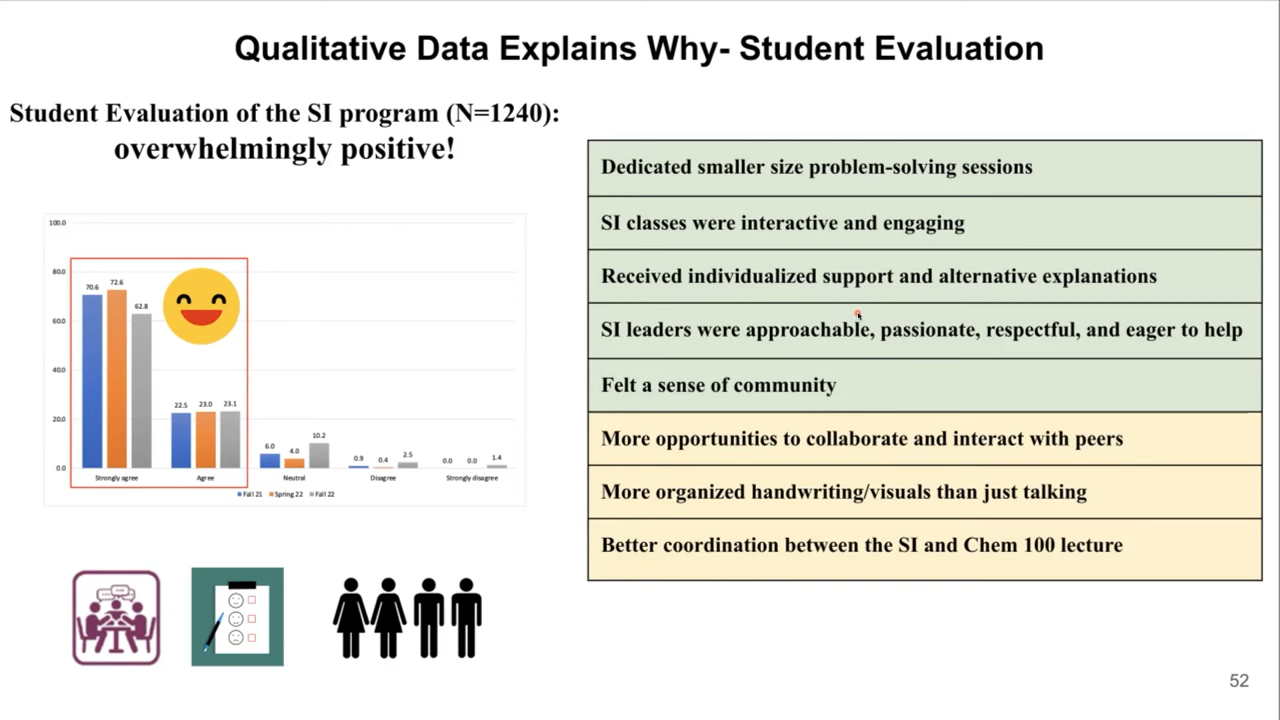 Qualitative Data Explains Why- Student Evaluation
Student Evaluation of the SI program (N=1240):
overwhelmingly positive!
100.0
80.0
60.0
40.0
20.0
0.0
70.6
72.6
62.8
22.5
23.0
23.1
6.0
4.0
10.2
0.9
0.4
2.5
0.0
0.0
1.4
Strongly agree
Agree
Neutral
Disagree
Strongly disagree
Fall 21
Spring 22
Fall 22
Dedicated smaller size problem-solving sessions
SI classes were interactive and engaging
Received individualized support and alternative explanations
SI leaders were approachable, passionate, respectful, and eager to help
Felt a sense of community
More opportunities to collaborate and interact with peers
More organized handwriting/visuals than just talking
Better coordination between the SI and Chem 100 lecture
52